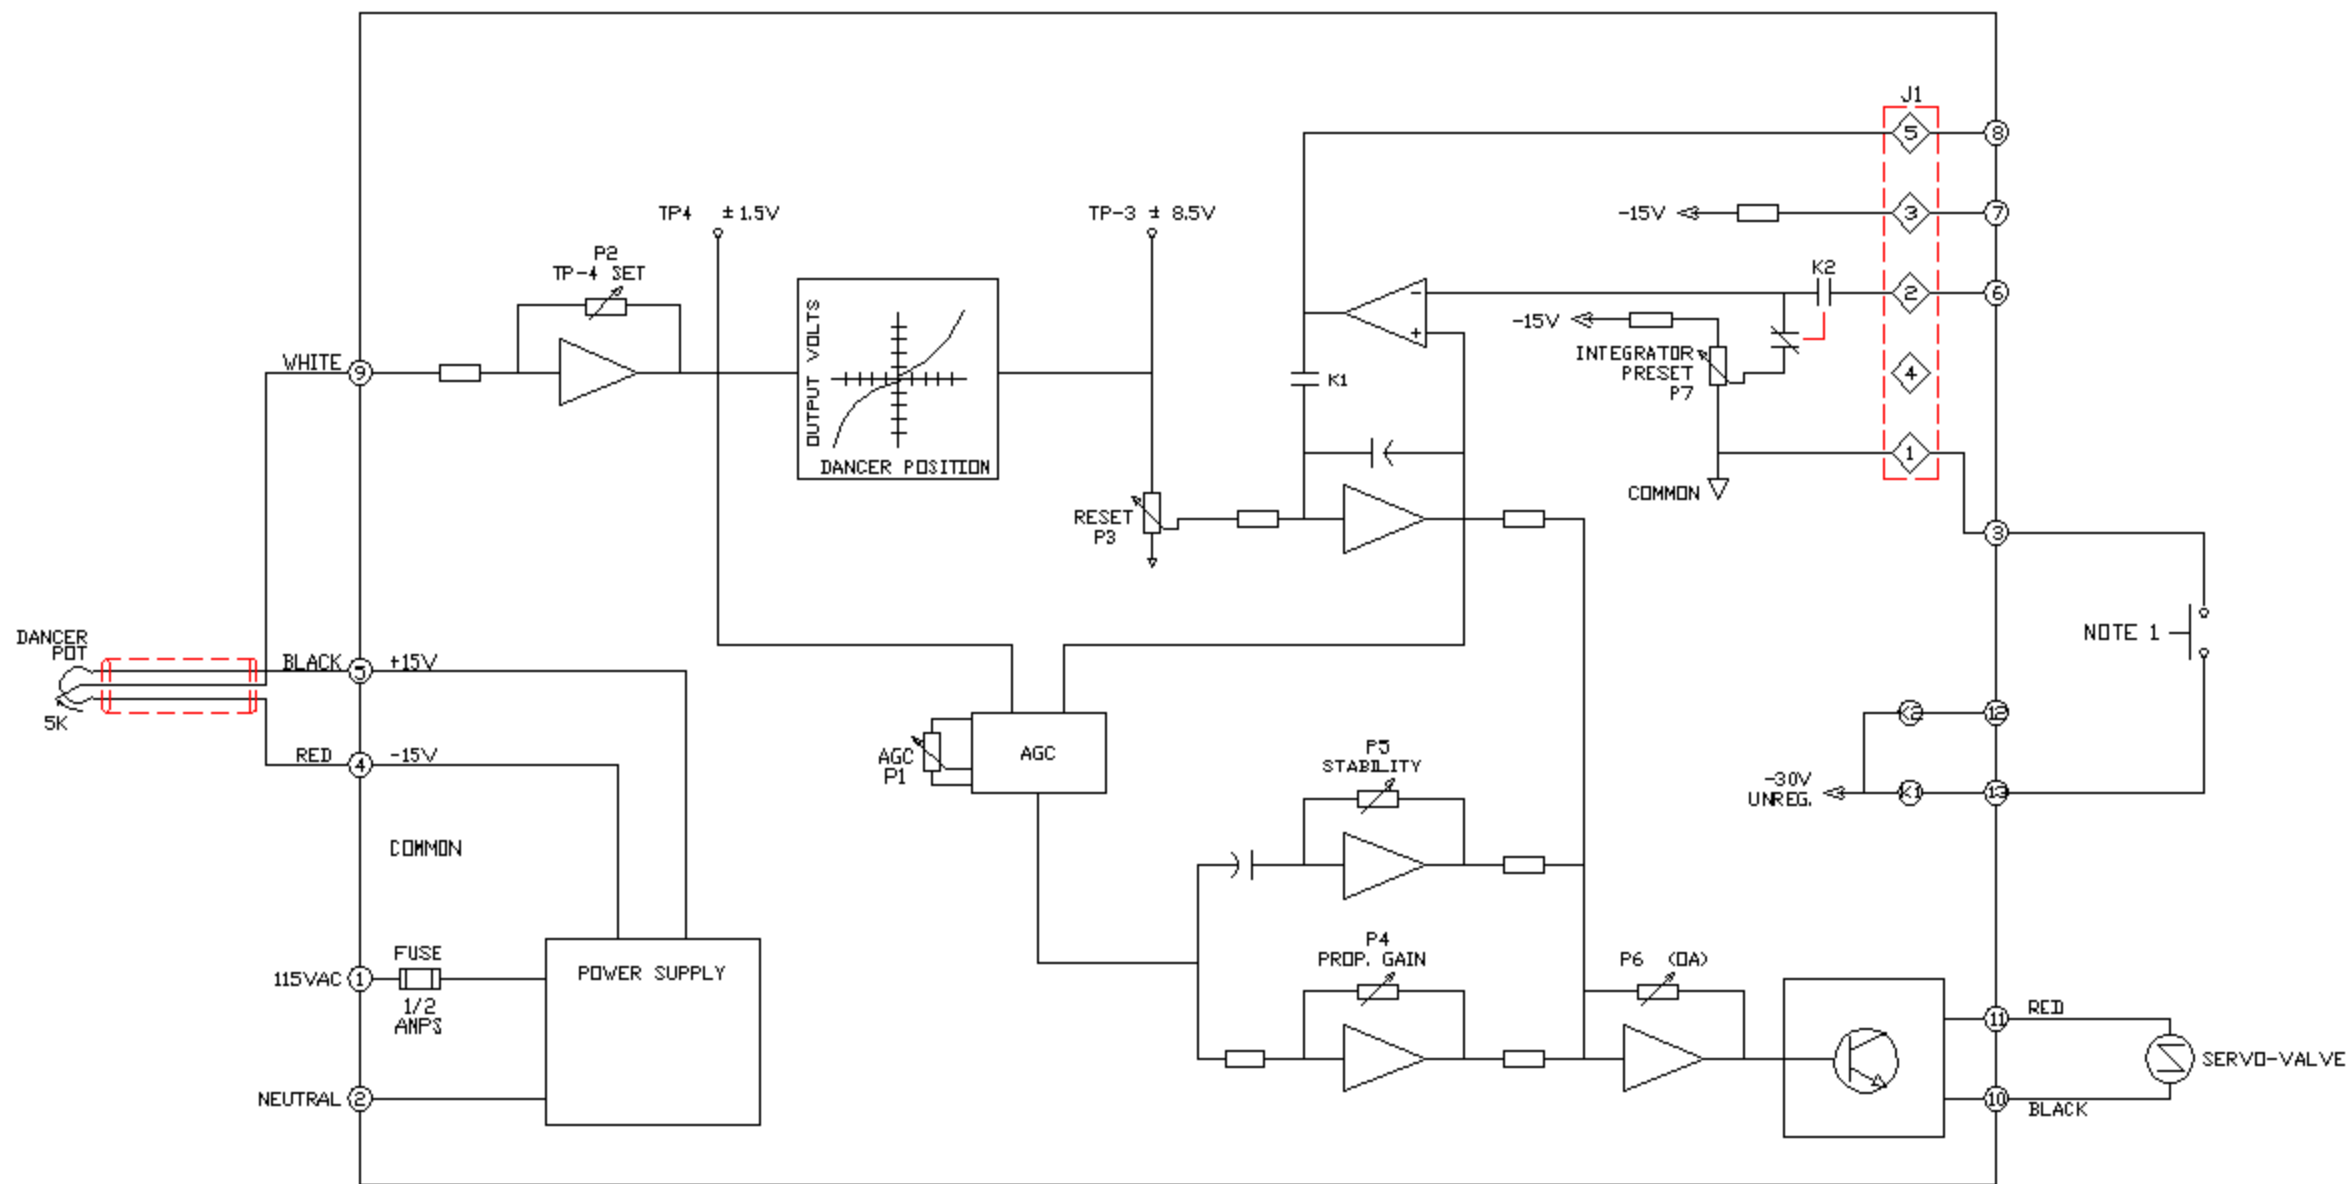 J1
5
8
TP4 ± 1.5V
TP-3 ± 8.5V
-15V
3
7
P2
TP-4 SET
K2
2
6
-15V
OUTPUT VOLTS
INTEGRATOR
PRESET
P7
WHITE
9
K1
4
DANCER POSITION
1
COMMON
RESET
P3
3
DANCER
POT
NOTE 1
BLACK
5
+15V
5K
K2
12
RED
4
-15V
AGC
P1
AGC
P5
STABILITY
-30V
UNREG.
K1
13
COMMON
FUSE
P4
PROP. GAIN
P6 (OA)
115VAC
1
POWER SUPPLY
1/2
AMPS
11
RED
SERVO-VALVE
NEUTRAL
2
10
BLACK